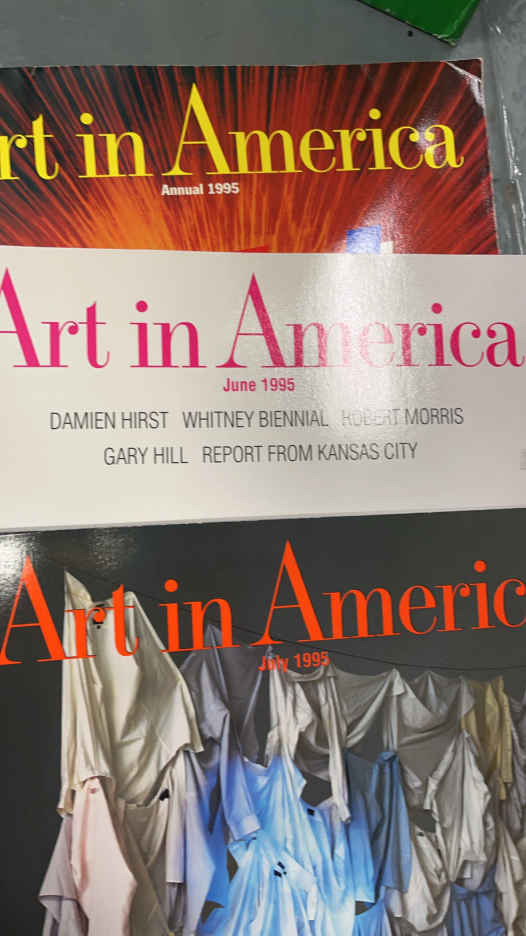 rt in America
Annual 1995
Art in America
June 1995
DAMIEN HIRST WHITNEY BIENNIAL ROBERT MORRIS
GARY HILL REPORT FROM KANSAS CITY
Art in Americ
July 1995